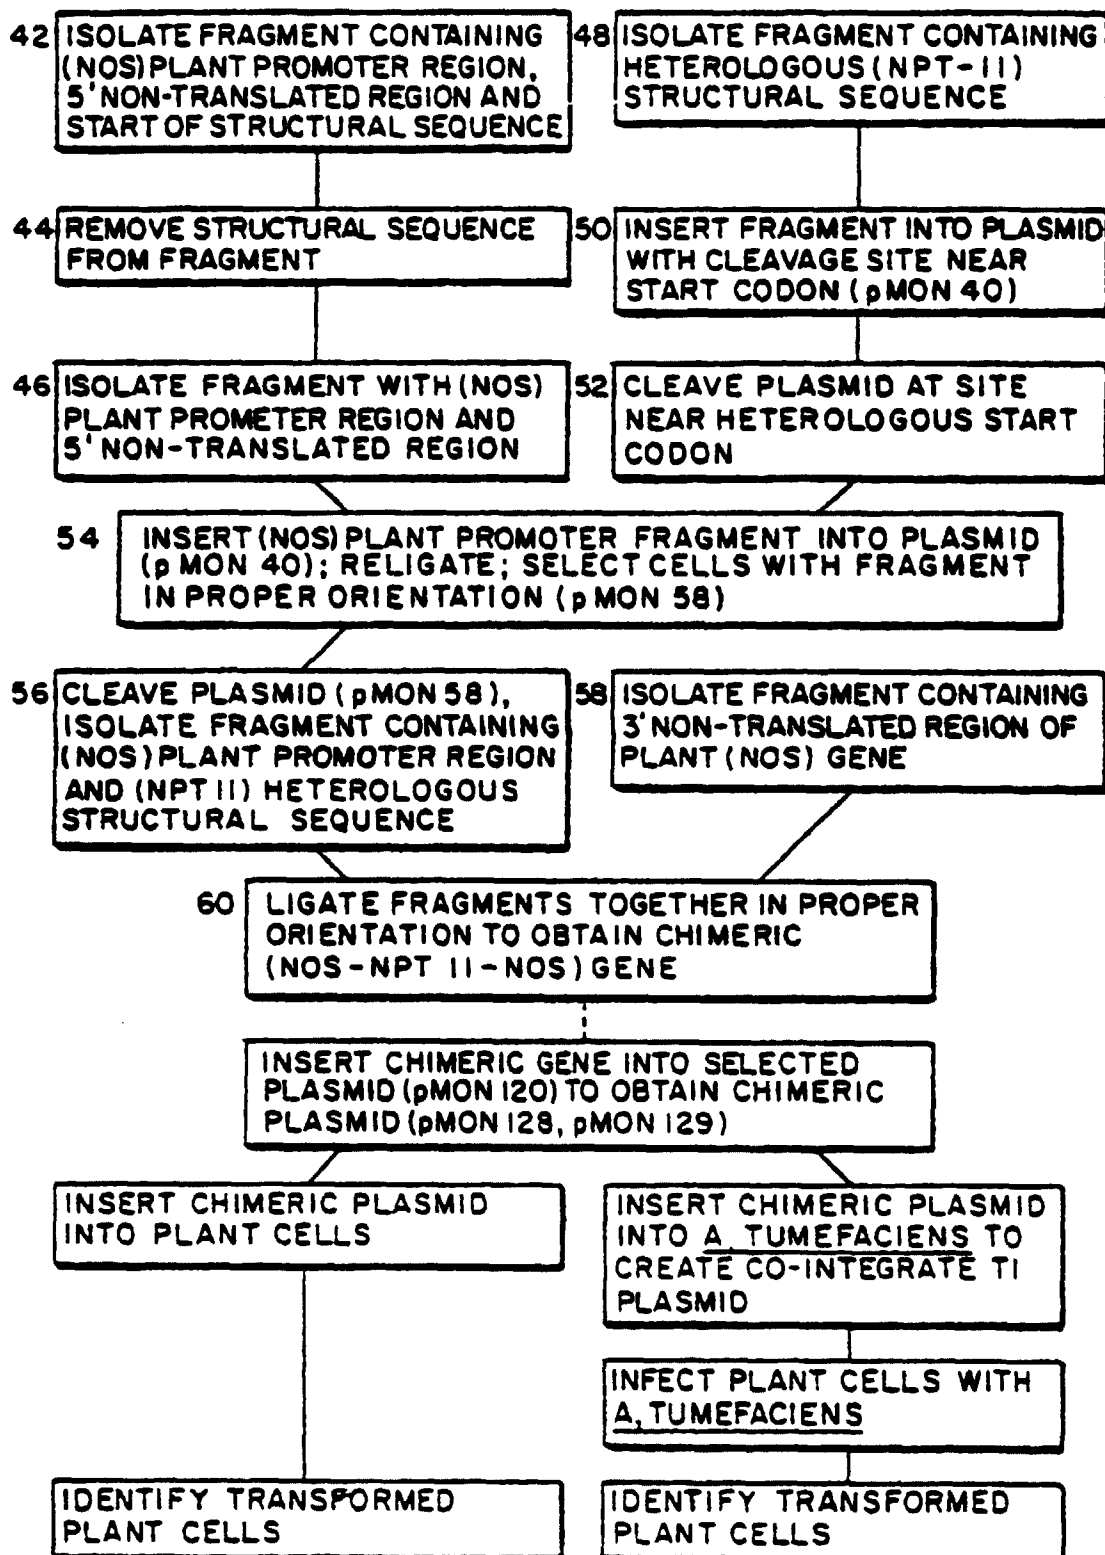 42 ISOLATE FRAGMENT CONTAINING
(NOS) PLANT PROMOTER REGION,
5' NON-TRANSLATED REGION AND
START OF STRUCTURAL SEQUENCE
48 ISOLATE FRAGMENT CONTAINING
HETEROLOGOUS (NPT-II)
STRUCTURAL SEQUENCE
44 REMOVE STRUCTURAL SEQUENCE
FROM FRAGMENT
50 INSERT FRAGMENT INTO PLASMID
WITH CLEAVAGE SITE NEAR
START CODON (pMON 40)
46 ISOLATE FRAGMENT WITH (NOS)
PLANT PROMETER REGION AND
5' NON-TRANSLATED REGION
52 CLEAVE PLASMID AT SITE
NEAR HETEROLOGOUS START
CODON
54 INSERT (NOS) PLANT PROMOTER FRAGMENT INTO PLASMID
(pMON 40); RELIGATE; SELECT CELLS WITH FRAGMENT
IN PROPER ORIENTATION (pMON 58)
56 CLEAVE PLASMID (pMON 58),
ISOLATE FRAGMENT CONTAINING
(NOS) PLANT PROMOTER REGION
AND (NPT II) HETEROLOGOUS
STRUCTURAL SEQUENCE
58 ISOLATE FRAGMENT CONTAINING
3' NON-TRANSLATED REGION OF
PLANT (NOS) GENE
60 LIGATE FRAGMENTS TOGETHER IN PROPER
ORIENTATION TO OBTAIN CHIMERIC
(NOS-NPT II-NOS) GENE
INSERT CHIMERIC GENE INTO SELECTED
PLASMID (pMON 120) TO OBTAIN CHIMERIC
PLASMID (pMON 128, pMON 129)
INSERT CHIMERIC PLASMID
INTO PLANT CELLS
INSERT CHIMERIC PLASMID
INTO A. TUMEFACIENS TO
CREATE CO-INTEGRATE TI
PLASMID
INFECT PLANT CELLS WITH
A. TUMEFACIENS
IDENTIFY TRANSFORMED
PLANT CELLS
IDENTIFY TRANSFORMED
PLANT CELLS